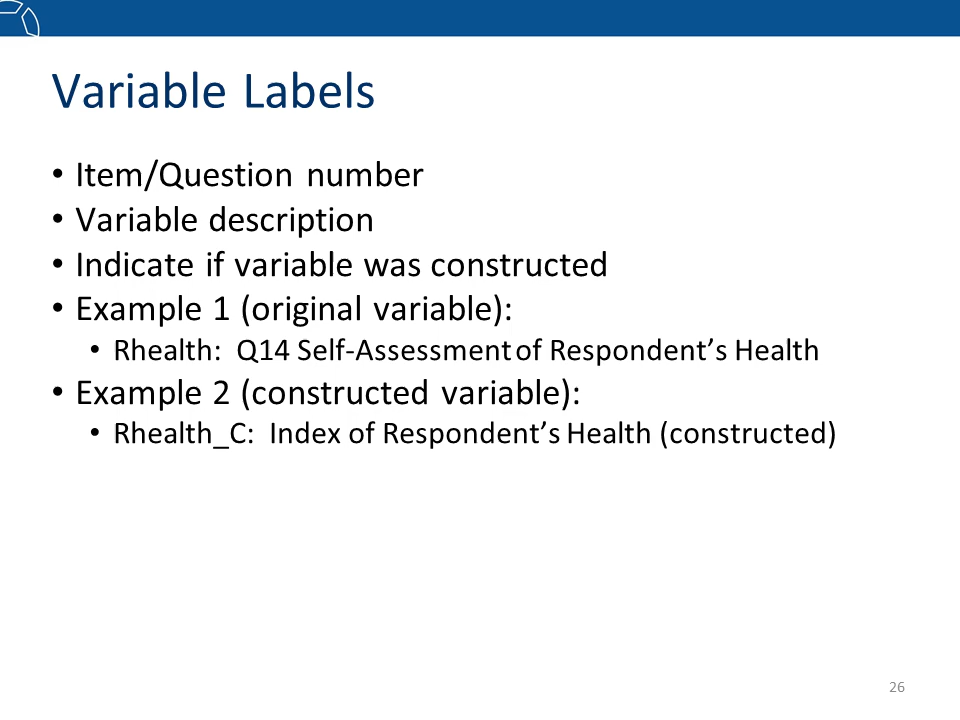 Variable Labels
• Item/Question number
• Variable description
• Indicate if variable was constructed
• Example 1 (original variable):
• Rhealth: Q14 Self-Assessment of Respondent’s Health
• Example 2 (constructed variable):
• Rhealth_C: Index of Respondent’s Health (constructed)
26